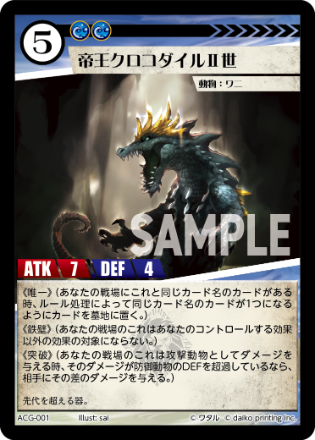 5
帝王クロコダイルⅡ世
動物:ワニ
SAMPLE
ATK 7 DEF 4
《唯一》(あなたの戦場にこれと同じカード名のカードがある
時、ルール処理によって同じカード名のカードが1つになる
ようにカードを墓地に置く。)
《鉄壁》(あなたの戦場のこれはあなたのコントロールする効果
以外の効果の対象にならない。)
《突破》(あなたの戦場のこれは攻撃動物としてダメージを
与える時、そのダメージが防御動物のDEFを超過しているなら、
相手にその差のダメージを与える。)
先代を超える器。
ACG-001 Illust: sai © ワタル © daiko printing Inc.